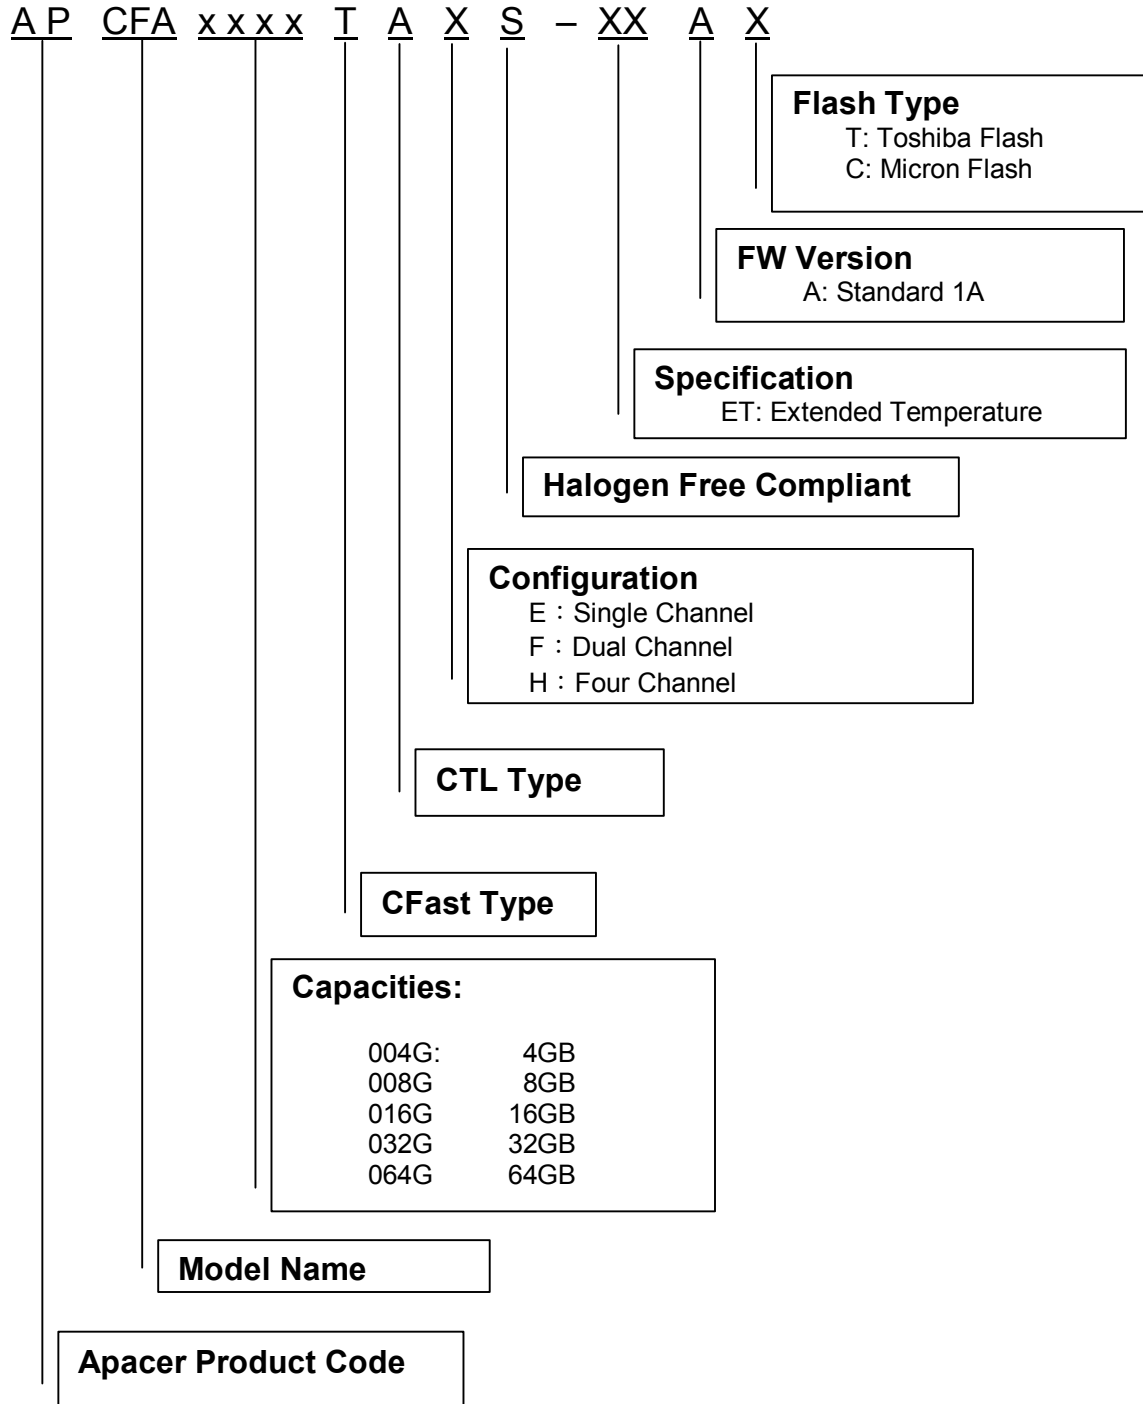 AP CFA xxxx T A X S – XX A X
Flash Type
T: Toshiba Flash
C: Micron Flash
FW Version
A: Standard 1A
Specification
ET: Extended Temperature
Halogen Free Compliant
Configuration
E：Single Channel
F：Dual Channel
H：Four Channel
CTL Type
CFast Type
Capacities:
004G: 4GB
008G 8GB
016G 16GB
032G 32GB
064G 64GB
Model Name
Apacer Product Code